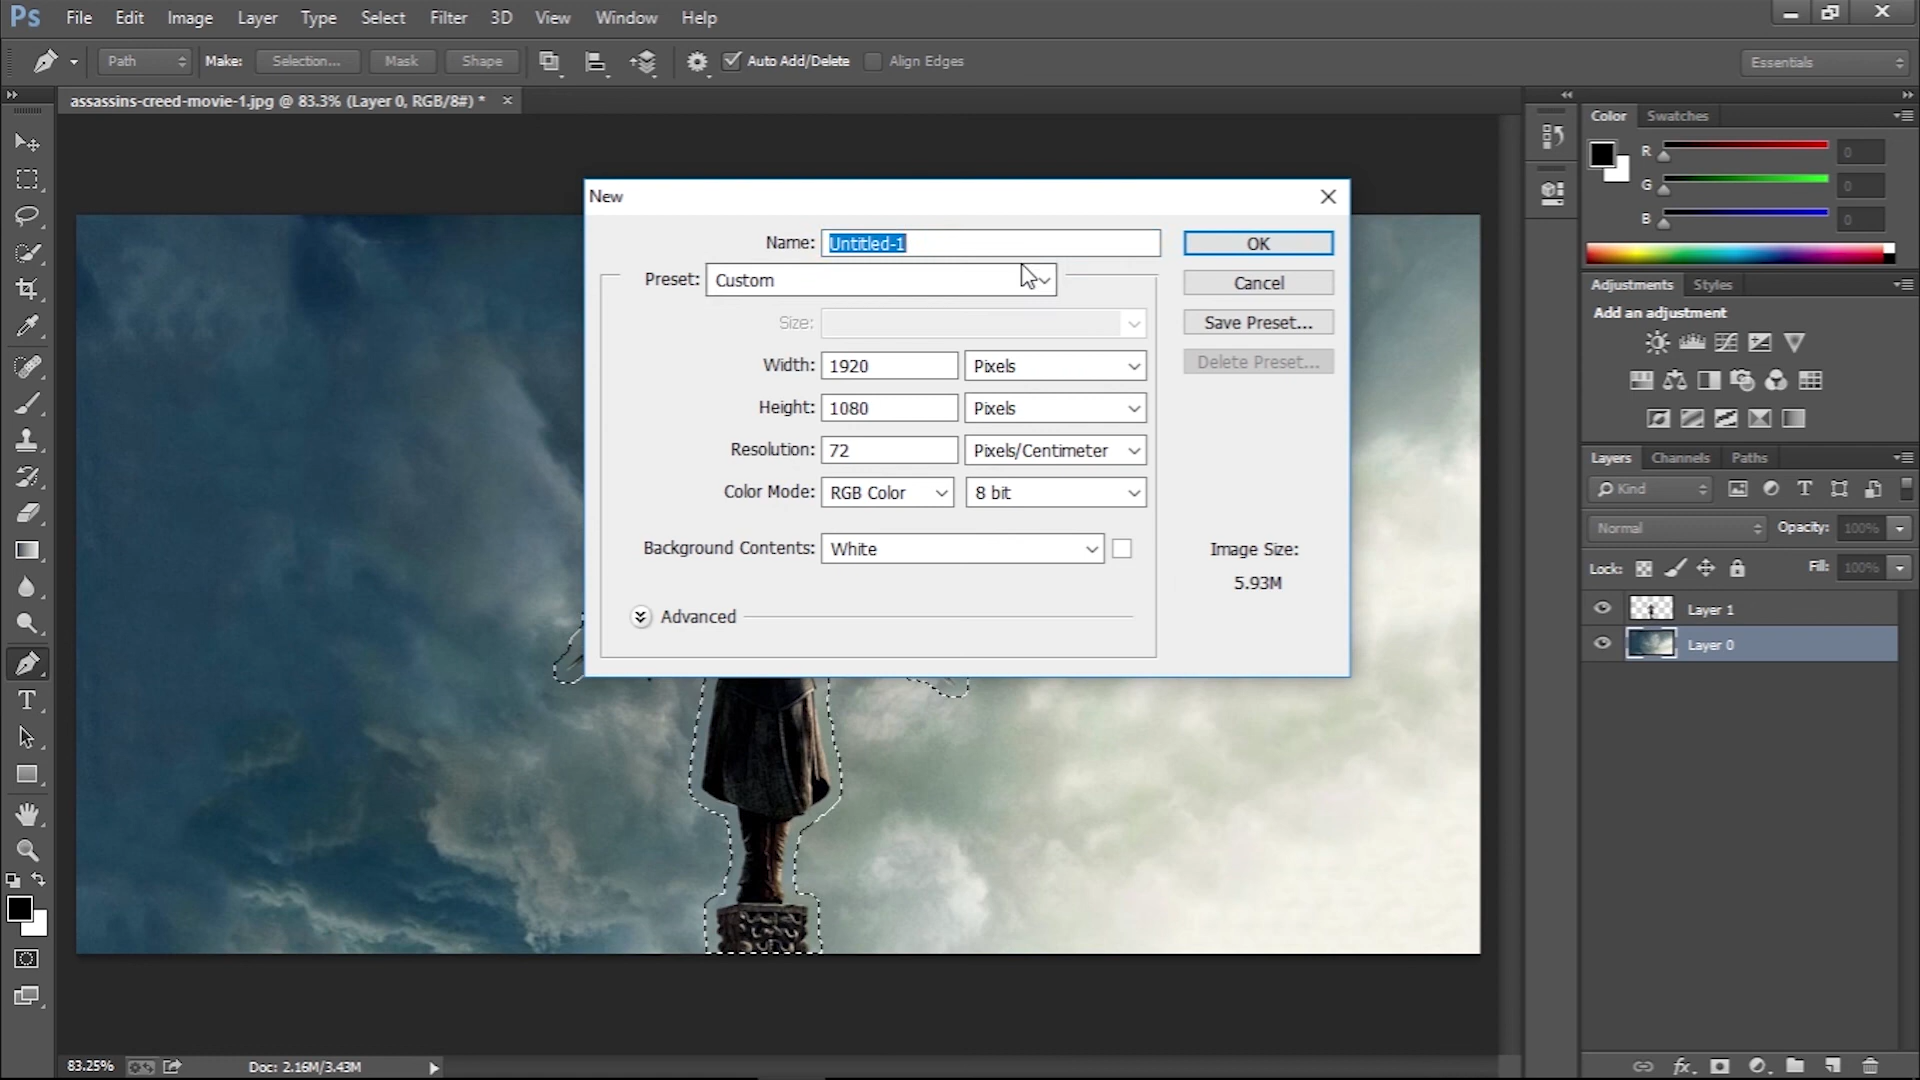 Ps File Edit Image Layer Type Select Filter 3D View Window Help
Path Make: Selection... Mask Shape Auto Add/Delete Align Edges Essentials
assassins-creed-movie-1.jpg @ 83.3% (Layer 0, RGB/8#) * ×
Color Swatches
R 0
G 0
B 0
Adjustments Styles
Add an adjustment
Layers Channels Paths
Kind
Normal Opacity: 100%
Lock: Fill: 100%
Layer 1
Layer 0
New
Name: Untitled-1 OK
Preset: Custom Cancel
Size: Save Preset...
Width: 1920 Pixels Delete Preset...
Height: 1080 Pixels
Resolution: 72 Pixels/Centimeter
Color Mode: RGB Color 8 bit
Background Contents: White Image Size:
5.93M
Advanced
83.25% Doc: 2.16M/3.43M
fx